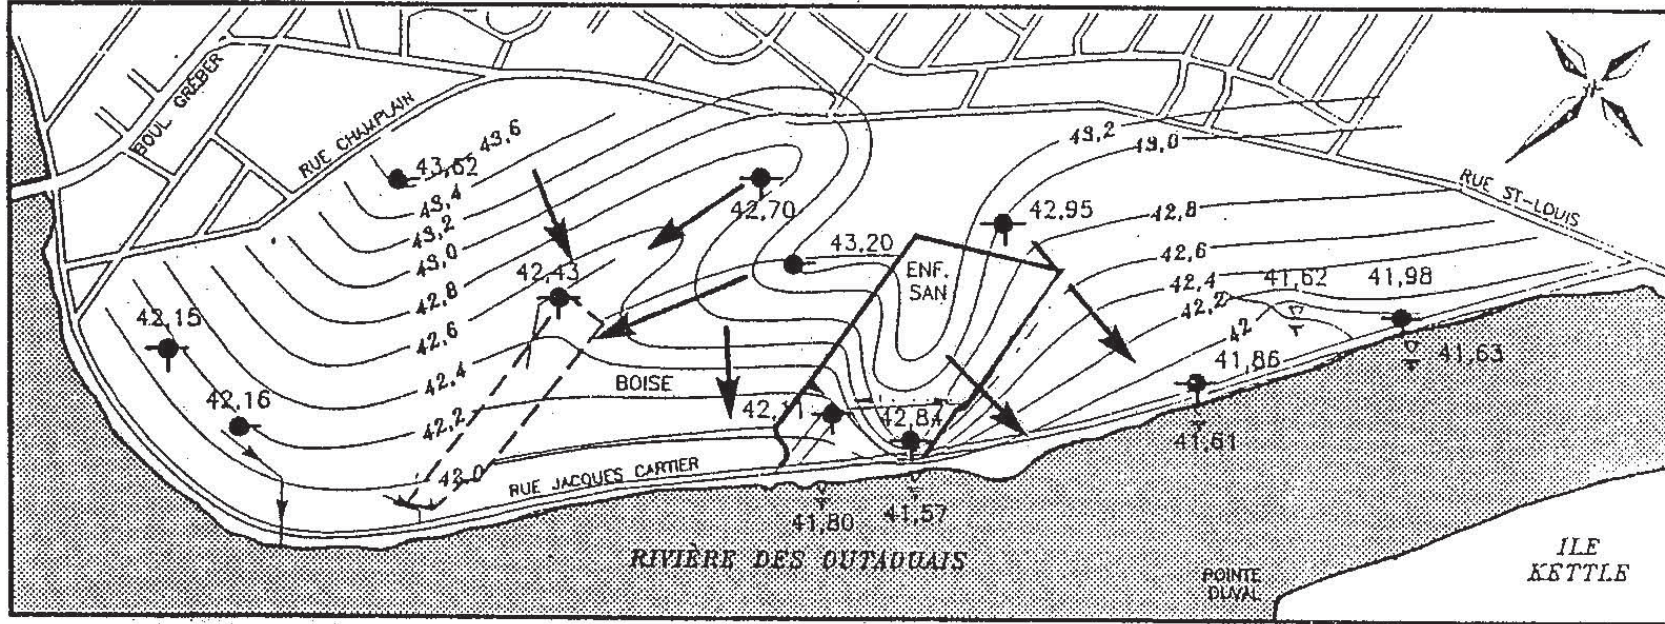 BOUL GRÉBER
RUE CHAMPLAIN
43,62
43,6
43,4
43,2
43,0
42,8
42,6
42,4
42,2
42,0
42,70
43,20
42,43
42,15
42,16
BOISÉ
ENF.
SAN
42,95
43,2
43,0
42,8
42,6
42,4
42,2
42
41,62
41,98
41,63
41,86
41,61
42,84
41,80
41,57
RUE ST-LOUIS
RUE JACQUES CARTIER
RIVIÈRE DES OUTAOUAIS
POINTE
DUVAL
ILE
KETTLE